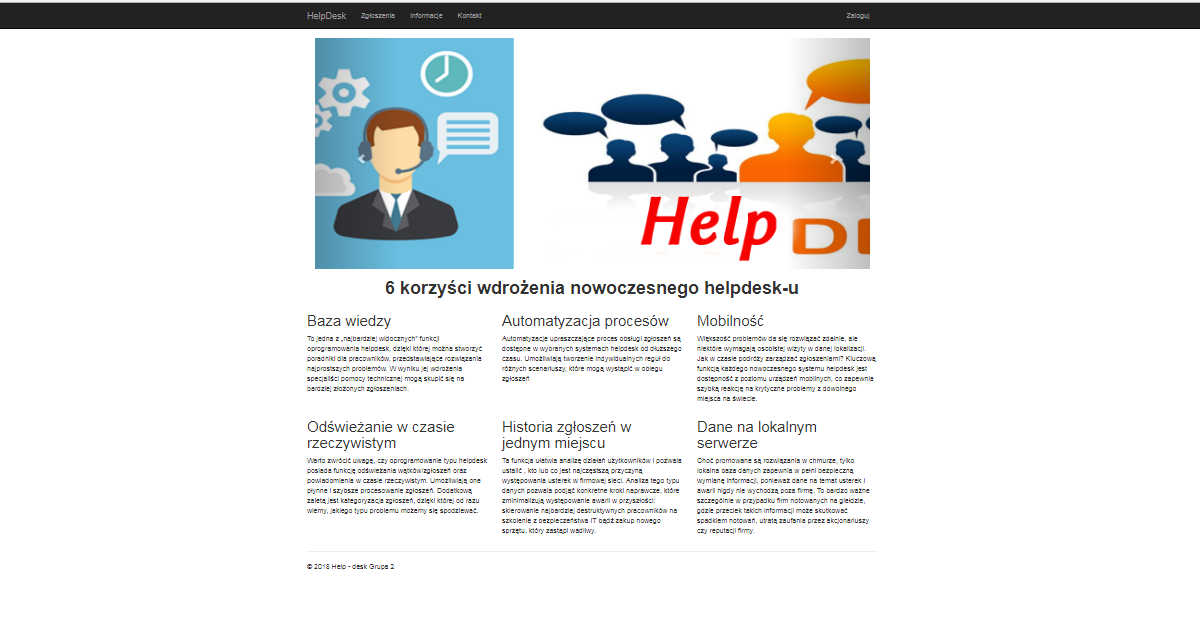 HelpDesk Zgłoszenia Informacje Kontakt Zaloguj
Help
DE
6 korzyści wdrożenia nowoczesnego helpdesk-u
Baza wiedzy
To jedna z „najbardziej widocznych” funkcji
oprogramowania helpdesk, dzięki której można stworzyć
poradniki dla pracowników, przedstawiające rozwiązania
najprostszych problemów. W wyniku jej wdrożenia
specjaliści pomocy technicznej mogą skupić się na
bardziej złożonych zgłoszeniach.
Automatyzacja procesów
Automatyzacje upraszczające proces obsługi zgłoszeń są
dostępne w wybranych systemach helpdesk od dłuższego
czasu. Umożliwiają tworzenie indywidualnych reguł do
różnych scenariuszy, które mogą wystąpić w obiegu
zgłoszeń
Mobilność
Większość problemów da się rozwiązać zdalnie, ale
niektóre wymagają osobistej wizyty w danej lokalizacji.
Jak w czasie podróży zarządzać zgłoszeniami? Kluczową
funkcją każdego nowoczesnego systemu helpdesk jest
dostępność z poziomu urządzeń mobilnych, co zapewnia
szybką reakcję na krytyczne problemy z dowolnego
miejsca na świecie.
Odświeżanie w czasie
rzeczywistym
Warto zwrócić uwagę, czy oprogramowanie typu helpdesk
posiada funkcję odświeżania wątków/zgłoszeń oraz
powiadomienia w czasie rzeczywistym. Umożliwiają one
płynne i szybsze procesowanie zgłoszeń. Dodatkową
zaletą jest kategoryzacja zgłoszeń, dzięki której od razu
wiemy, jakiego typu problemu możemy się spodziewać.
Historia zgłoszeń w
jednym miejscu
Ta funkcja ułatwia analizę działań użytkowników i pozwala
ustalić , kto lub co jest najczęstszą przyczyną
występowania usterek w firmowej sieci. Analiza tego typu
danych pozwala podjąć konkretne kroki naprawcze, które
zminimalizują występowanie awarii w przyszłości:
skierowanie najbardziej destruktywnych pracowników na
szkolenie z bezpieczeństwa IT bądź zakup nowego
sprzętu, który zastąpi wadliwy.
Dane na lokalnym
serwerze
Choć promowane są rozwiązania w chmurze, tylko
lokalna baza danych zapewnia w pełni bezpieczną
wymianę informacji, ponieważ dane na temat usterek i
awarii nigdy nie wychodzą poza firmę. To bardzo ważne
szczególnie w przypadku firm notowanych na giełdzie,
gdzie przeciek takich informacji może skutkować
spadkiem notowań, utratą zaufania przez akcjonariuszy
czy reputacji firmy.
© 2018 Help - desk Grupa 2